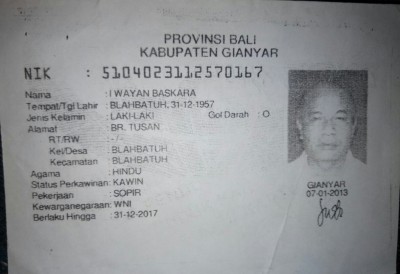 PROVINSI BALI
KABUPATEN GIANYAR
NIK : 5104023112570167
Nama : I WAYAN BASKARA
Tempat/Tgl Lahir : BLAHBATUH, 31-12-1957
Jenis Kelamin : LAKI-LAKI Gol Darah : O
Alamat : BR. TUSAN
RT/RW : -/-
Kel/Desa : BLAHBATUH
Kecamatan : BLAHBATUH
Agama : HINDU
Status Perkawinan: KAWIN
Pekerjaan : SOPIR
Kewarganegaraan: WNI
Berlaku Hingga : 31-12-2017
GIANYAR
07-01-2013